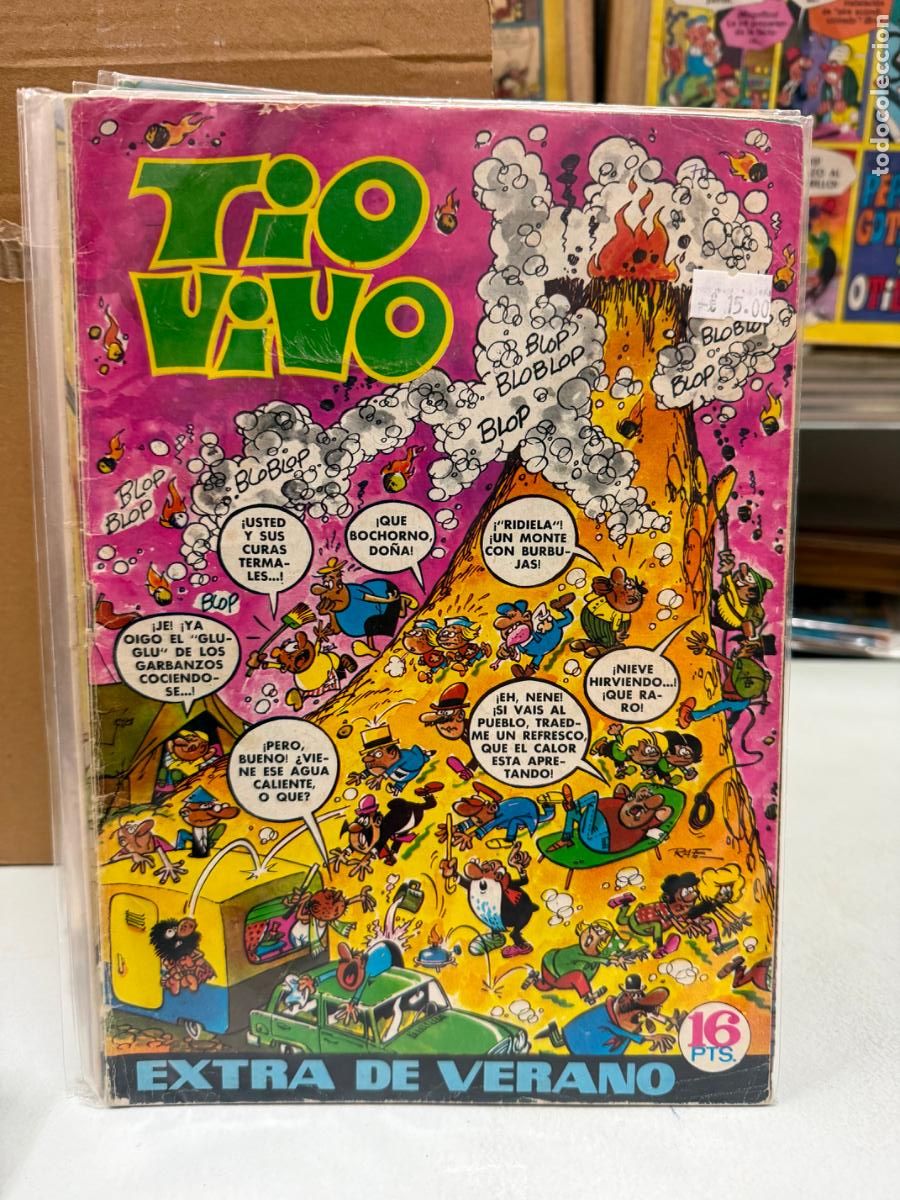 ¡Magnífico!
todocoleccion
TiO
ViVO
15.00
BLOP
BLOBLOP
BLOP
BLOBLOP
BLOP
BLOBLOP
BLOP
BLOP
BLOP
¡USTED
Y SUS
CURAS
TERMA-
LES...!
¡QUE
BOCHORNO,
DOÑA!
¡"RIDIELA"!
¡UN MONTE
CON BURBU-
JAS!
¡JE! ¡YA
OIGO EL "GLU-
GLU" DE LOS
GARBANZOS
COCIENDO-
SE...!
¡NIEVE
HIRVIENDO...!
¡QUE RA-
RO!
¡EH, NENE!
¡SI VAIS AL
PUEBLO, TRAED-
ME UN REFRESCO,
QUE EL CALOR
ESTA APRE-
TANDO!
¡PERO,
BUENO! ¿VIE-
NE ESE AGUA
CALIENTE,
O QUE?
16
PTS.
EXTRA DE VERANO